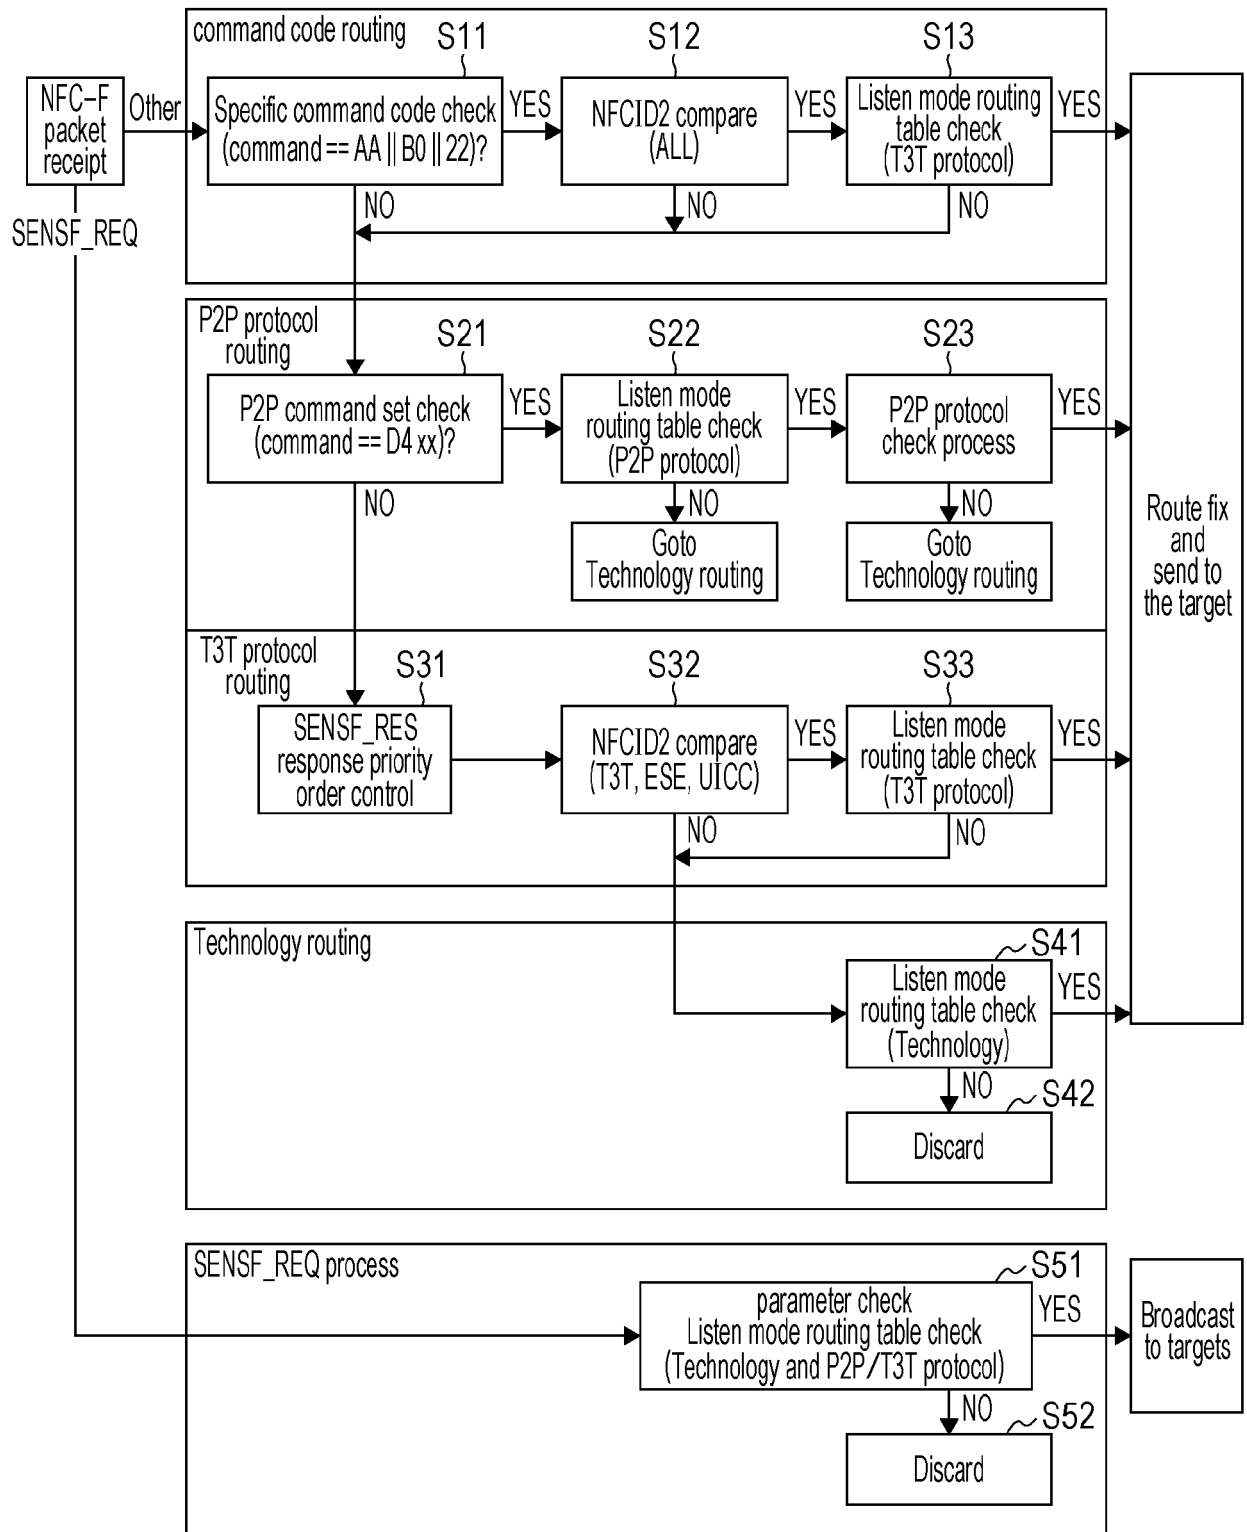 command code routing
S11
S12
S13
NFC-F
packet
receipt
Other
Specific command code check
(command == AA || B0 || 22)?
YES
NFCID2 compare
(ALL)
YES
Listen mode routing
table check
(T3T protocol)
YES
NO
NO
NO
SENSF_REQ
P2P protocol
routing
S21
S22
S23
P2P command set check
(command == D4 xx)?
YES
Listen mode
routing table check
(P2P protocol)
YES
P2P protocol
check process
YES
NO
NO
NO
Goto
Technology routing
Goto
Technology routing
Route fix
and
send to
the target
T3T protocol
routing
S31
S32
S33
SENSF_RES
response priority
order control
NFCID2 compare
(T3T, ESE, UICC)
YES
Listen mode
routing table check
(T3T protocol)
YES
NO
NO
Technology routing
S41
Listen mode
routing table check
(Technology)
YES
NO
S42
Discard
SENSF_REQ process
S51
parameter check
Listen mode routing table check
(Technology and P2P/T3T protocol)
YES
Broadcast
to targets
NO
S52
Discard